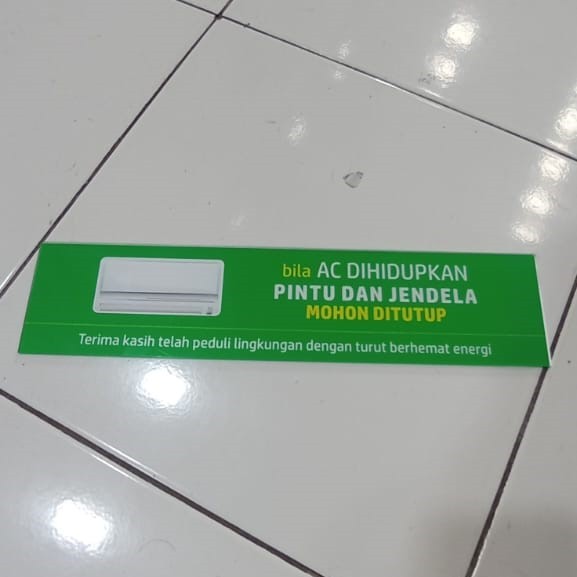 bila AC DIHIDUPKAN
PINTU DAN JENDELA
MOHON DITUTUP
Terima kasih telah peduli lingkungan dengan turut berhemat energi